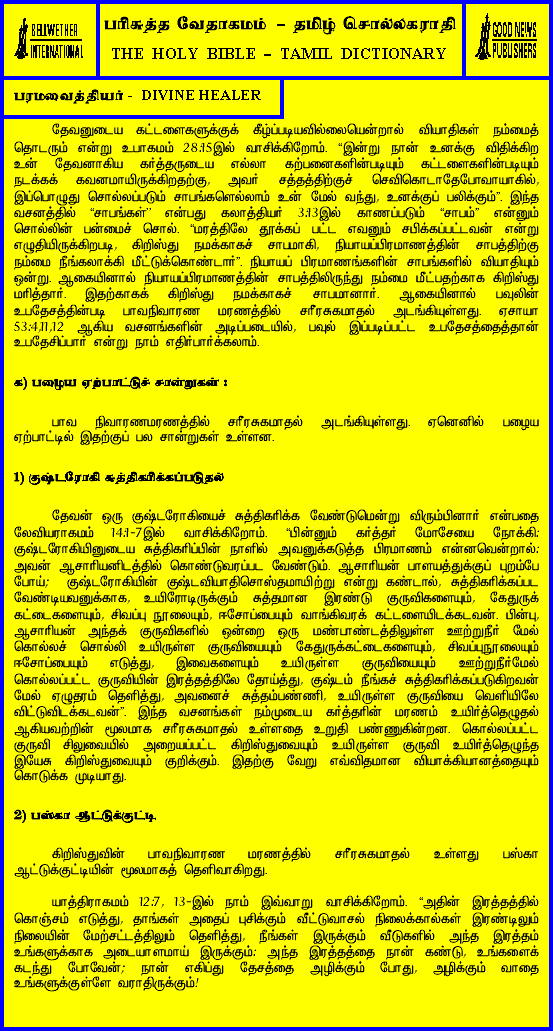 BELLWETHER
INTERNATIONAL
பரிசுத்த வேதாகமம் – தமிழ் சொல்லகராதி
THE HOLY BIBLE – TAMIL DICTIONARY
GOOD NEWS
PUBLISHERS
பரமவைத்தியர் - DIVINE HEALER
தேவனுடைய கட்டளைகளுக்குக் கீழ்ப்படியவில்லையென்றால் வியாதிகள் நம்மைத்
தொடரும் என்று உபாகமம் 28:15இல் வாசிக்கிறோம். “இன்று நான் உனக்கு விதிக்கிற
உன் தேவனாகிய கர்த்தருடைய எல்லா கற்பனைகளின்படியும் கட்டளைகளின்படியும்
நடக்கக் கவனமாயிருக்கிறதற்கு, அவர் சத்தத்திற்குச் செவிகொடாதேபோவாயாகில்,
இப்பொழுது சொல்லப்படும் சாபங்களெல்லாம் உன் மேல் வந்து, உனக்குப் பலிக்கும்”. இந்த
வசனத்தில் “சாபங்கள்” என்பது கலாத்தியர் 3:13இல் காணப்படும் “சாபம்” என்னும்
சொல்லின் பன்மைச் சொல். “மரத்திலே தூக்கப் பட்ட எவனும் சபிக்கப்பட்டவன் என்று
எழுதியிருக்கிறபடி, கிறிஸ்து நமக்காகச் சாபமாகி, நியாயப்பிரமாணத்தின் சாபத்திற்கு
நம்மை நீங்கலாக்கி மீட்டுக்கொண்டார்”. நியாயப் பிரமாணங்களின் சாபங்களில் வியாதியும்
ஒன்று. ஆகையினால் நியாயப்பிரமாணத்தின் சாபத்திலிருந்து நம்மை மீட்பதற்காக கிறிஸ்து
மரித்தார். இதற்காகக் கிறிஸ்து நமக்காகச் சாபமானார். ஆகையினால் பவுலின்
உபதேசத்தின்படி பாவநிவாரண மரணத்தில் சரீரசுகமாதல் அடங்கியுள்ளது. ஏசாயா
53:4,11,12 ஆகிய வசனங்களின் அடிப்படையில், பவுல் இப்படிப்பட்ட உபதேசத்தைத்தான்
உபதேசிப்பார் என்று நாம் எதிர்பார்க்கலாம்.
க) பழைய ஏற்பாட்டுச் சான்றுகள் :
பாவ நிவாரணமரணத்தில் சரீரசுகமாதல் அடங்கியுள்ளது. ஏனெனில் பழைய
ஏற்பாட்டில் இதற்குப் பல சான்றுகள் உள்ளன.
1) குஷ்டரோகி சுத்திகரிக்கப்படுதல்
தேவன் ஒரு குஷ்டரோகியைச் சுத்திகரிக்க வேண்டுமென்று விரும்பினார் என்பதை
லேவியராகமம் 14:1-7இல் வாசிக்கிறோம். “பின்னும் கர்த்தர் மோசேயை நோக்கி:
குஷ்டரோகியினுடைய சுத்திகரிப்பின் நாளில் அவனுக்கடுத்த பிரமாணம் என்னவென்றால்:
அவன் ஆசாரியனிடத்தில் கொண்டுவரப்பட வேண்டும். ஆசாரியன் பாளயத்துக்குப் புறம்பே
போய்; குஷ்டரோகியின் குஷ்டவியாதிசொஸ்தமாயிற்று என்று கண்டால், சுத்திகரிக்கப்பட
வேண்டியவனுக்காக, உயிரோடிருக்கும் சுத்தமான இரண்டு குருவிகளையும், கேதுருக்
கட்டைகளையும், சிவப்பு நூலையும், ஈசோப்பையும் வாங்கிவரக் கட்டளையிடக்கடவன். பின்பு,
ஆசாரியன் அந்தக் குருவிகளில் ஒன்றை ஒரு மண்பாண்டத்திலுள்ள ஊற்றுநீர் மேல்
கொல்லச் சொல்லி உயிருள்ள குருவியையும் கேதுருக்கட்டைகளையும், சிவப்புநூலையும்
ஈசோப்பையும் எடுத்து, இவைகளையும் உயிருள்ள குருவியையும் ஊற்றுநீர்மேல்
கொல்லப்பட்ட குருவியின் இரத்தத்திலே தோய்த்து, குஷ்டம் நீங்கச் சுத்திகரிக்கப்படுகிறவன்
மேல் ஏழுதரம் தெளித்து, அவனைச் சுத்தம்பண்ணி, உயிருள்ள குருவியை வெளியிலே
விட்டுவிடக்கடவன்”. இந்த வசனங்கள் நம்முடைய கர்த்தரின் மரணம் உயிர்த்தெழுதல்
ஆகியவற்றின் மூலமாக சரீரசுகமாதல் உள்ளதை உறுதி பண்ணுகின்றன. கொல்லப்பட்ட
குருவி சிலுவையில் அறையப்பட்ட கிறிஸ்துவையும் உயிருள்ள குருவி உயிர்த்தெழுந்த
இயேசு கிறிஸ்துவையும் குறிக்கும். இதற்கு வேறு எவ்விதமான வியாக்கியானத்தையும்
கொடுக்க முடியாது.
2) பஸ்கா ஆட்டுக்குட்டி.
கிறிஸ்துவின் பாவநிவாரண மரணத்தில் சரீரசுகமாதல் உள்ளது பஸ்கா
ஆட்டுக்குட்டியின் மூலமாகத் தெளிவாகிறது.
யாத்திராகமம் 12:7, 13-இல் நாம் இவ்வாறு வாசிக்கிறோம். “அதின் இரத்தத்தில்
கொஞ்சம் எடுத்து, தாங்கள் அதைப் புசிக்கும் வீட்டுவாசல் நிலைக்கால்கள் இரண்டிலும்
நிலையின் மேற்சட்டத்திலும் தெளித்து, நீங்கள் இருக்கும் வீடுகளில் அந்த இரத்தம்
உங்களுக்காக அடையாளமாய் இருக்கும்: அந்த இரத்தத்தை நான் கண்டு, உங்களைக்
கடந்து போவேன்; நான் எகிப்து தேசத்தை அழிக்கும் போது, அழிக்கும் வாதை
உங்களுக்குள்ளே வராதிருக்கும்!